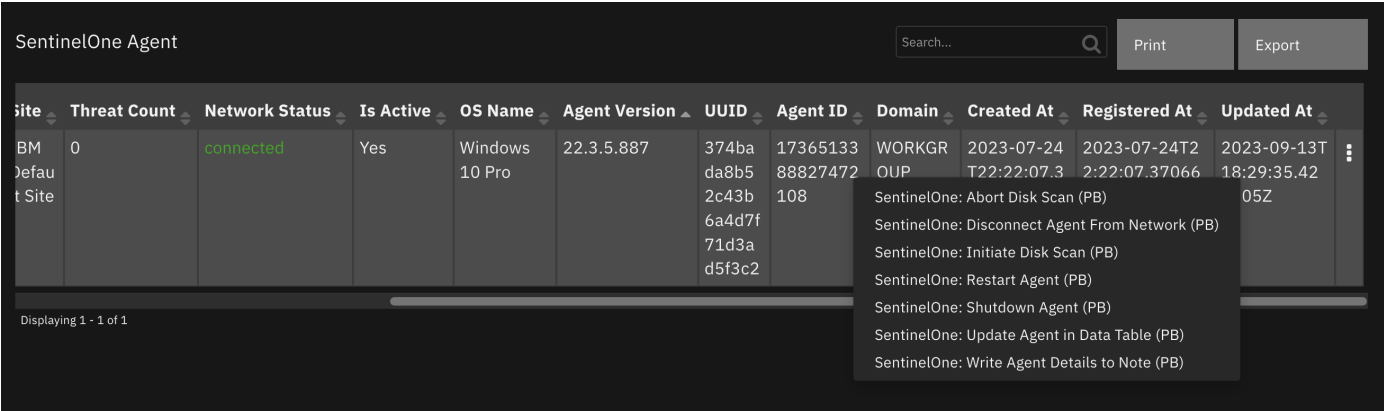 SentinelOne Agent
Search...
Print
Export
Site Threat Count Network Status Is Active OS Name Agent Version UUID Agent ID Domain Created At Registered At Updated At
BM 0 connected Yes Windows 22.3.5.887 374ba 17365133 WORKGR 2023-07-24 2023-07-24T2 2023-09-13T
Defau 10 Pro da8b5 88827472 OUP T22:22:07.3 2:22:07.37066 18:29:35.42
t Site 2c43b 108 05Z
6a4d7f
71d3a
d5f3c2
SentinelOne: Abort Disk Scan (PB)
SentinelOne: Disconnect Agent From Network (PB)
SentinelOne: Initiate Disk Scan (PB)
SentinelOne: Restart Agent (PB)
SentinelOne: Shutdown Agent (PB)
SentinelOne: Update Agent in Data Table (PB)
SentinelOne: Write Agent Details to Note (PB)
Displaying 1 - 1 of 1